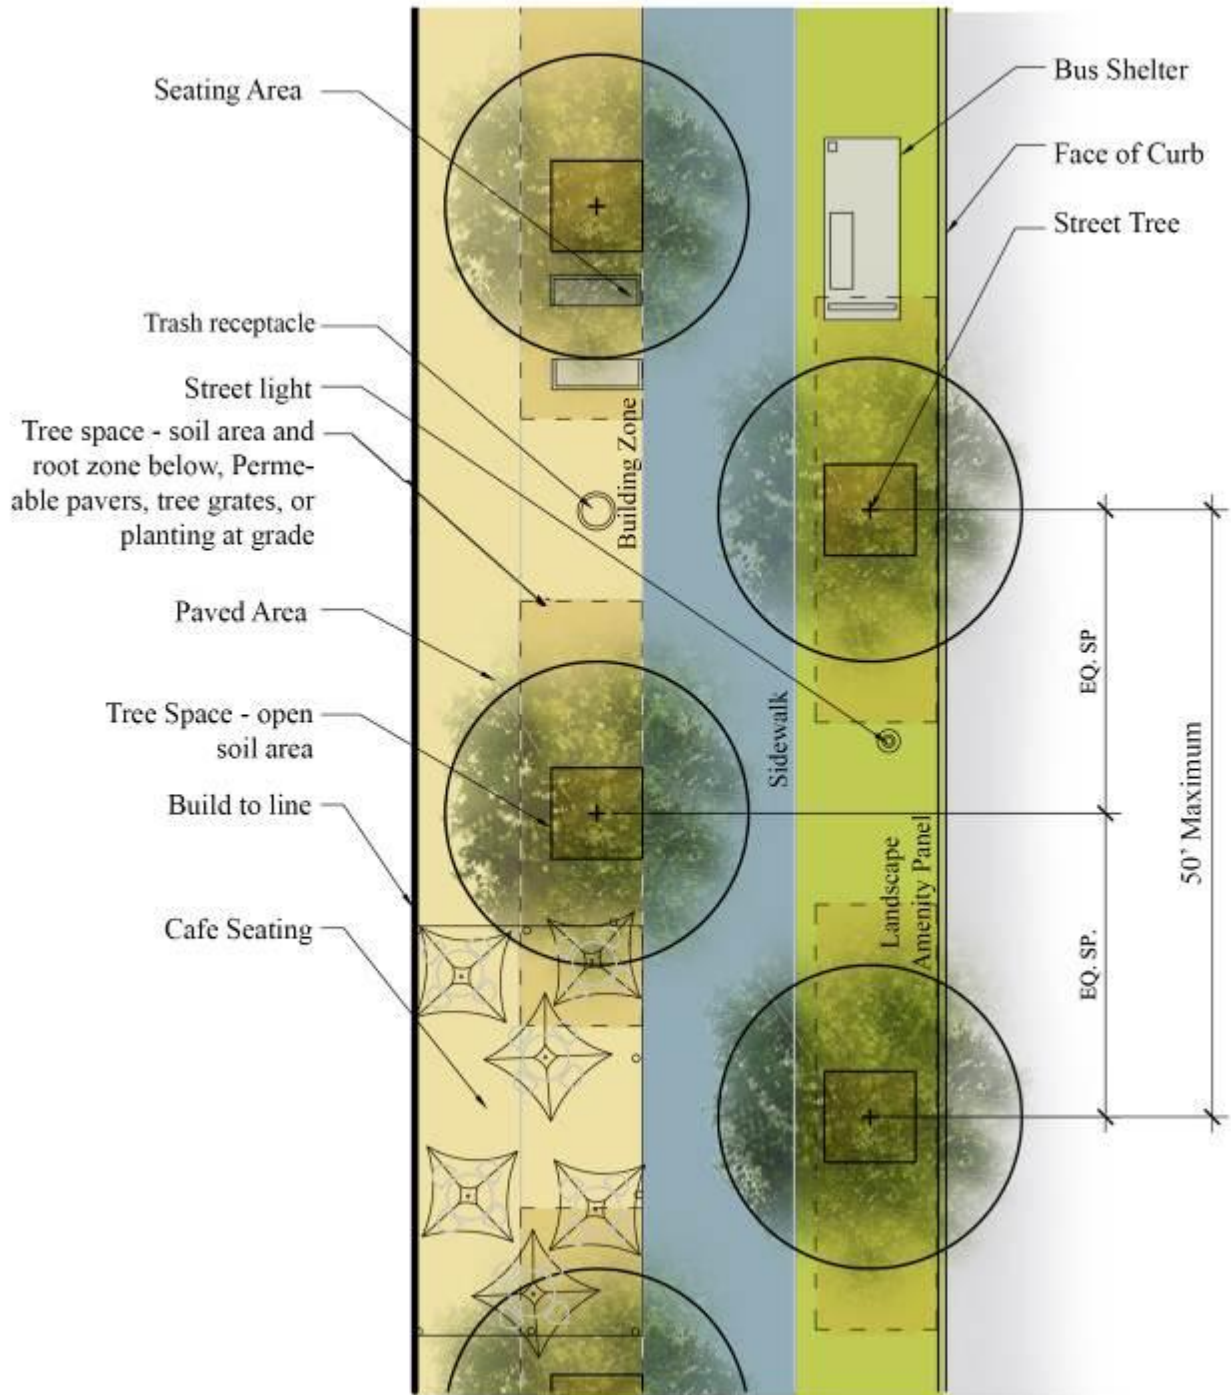 Seating Area
Trash receptacle
Street light
Tree space - soil area and
root zone below, Perme-
able pavers, tree grates, or
planting at grade
Paved Area
Tree Space - open
soil area
Build to line
Cafe Seating
Building Zone
Sidewalk
Landscape
Amenity Panel
Bus Shelter
Face of Curb
Street Tree
EQ. SP
EQ. SP.
50' Maximum